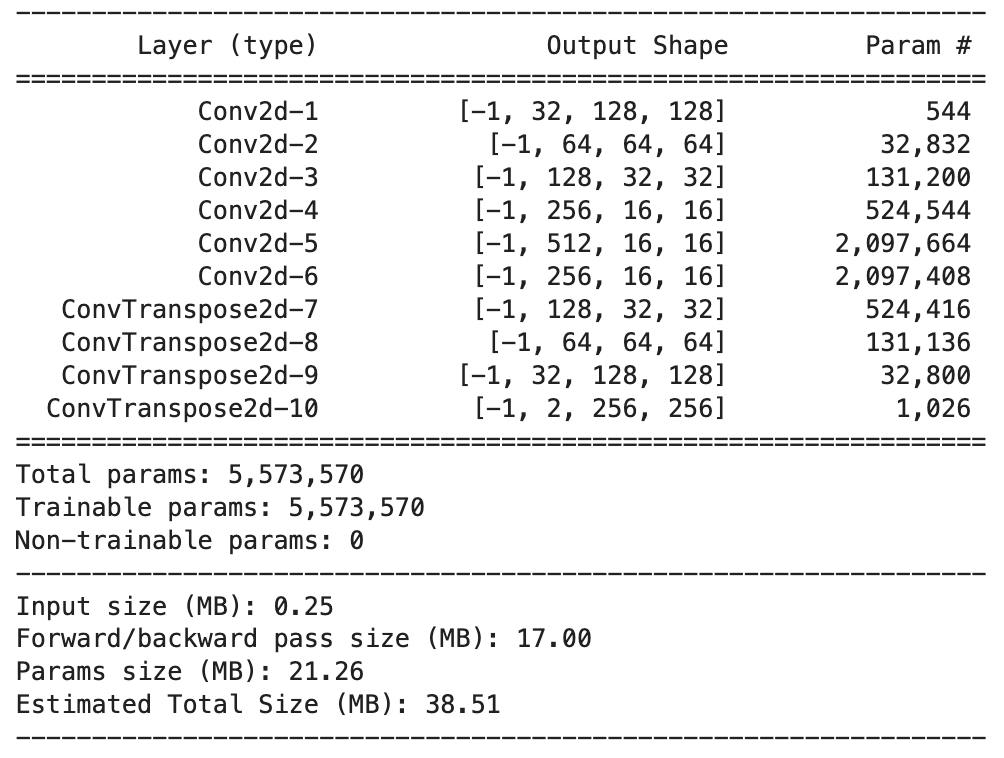 ----------------------------------------------------------------
        Layer (type)               Output Shape         Param #
================================================================
            Conv2d-1         [-1, 32, 128, 128]             544
            Conv2d-2           [-1, 64, 64, 64]          32,832
            Conv2d-3          [-1, 128, 32, 32]         131,200
            Conv2d-4          [-1, 256, 16, 16]         524,544
            Conv2d-5          [-1, 512, 16, 16]       2,097,664
            Conv2d-6          [-1, 256, 16, 16]       2,097,408
   ConvTranspose2d-7          [-1, 128, 32, 32]         524,416
   ConvTranspose2d-8           [-1, 64, 64, 64]         131,136
   ConvTranspose2d-9         [-1, 32, 128, 128]          32,800
  ConvTranspose2d-10          [-1, 2, 256, 256]           1,026
================================================================
Total params: 5,573,570
Trainable params: 5,573,570
Non-trainable params: 0
----------------------------------------------------------------
Input size (MB): 0.25
Forward/backward pass size (MB): 17.00
Params size (MB): 21.26
Estimated Total Size (MB): 38.51
----------------------------------------------------------------